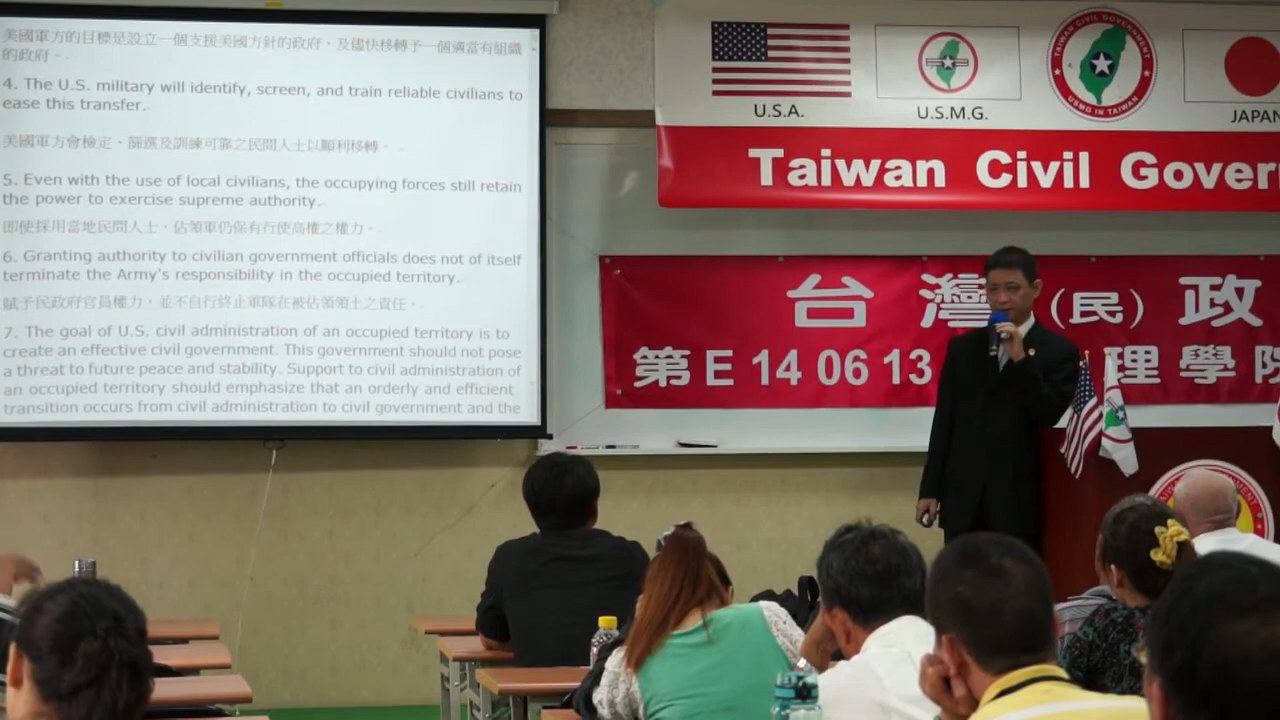 美國軍方的目標是設立一個支援美國方針的政府，及儘快移轉予一個適當有組織
的政府。
4. The U.S. military will identify, screen, and train reliable civilians to
ease this transfer.
美國軍方會檢定、篩選及訓練可靠之民間人士以順利移轉。
5. Even with the use of local civilians, the occupying forces still retain
the power to exercise supreme authority.
即使採用當地民間人士，佔領軍仍保有行使高權之權力。
6. Granting authority to civilian government officials does not of itself
terminate the Army's responsibility in the occupied territory.
賦予民政府官員權力，並不自行終止軍隊在被佔領領土之責任。
7. The goal of U.S. civil administration of an occupied territory is to
create an effective civil government. This government should not pose
a threat to future peace and stability. Support to civil administration of
an occupied territory should emphasize that an orderly and efficient
transition occurs from civil administration to civil government and the
U.S.A.
U.S.M.G.
TAIWAN CIVIL GOVERNMENT
USMG IN TAIWAN
JAPAN
Taiwan Civil Gover
台灣(民)政
第E 14 06 13 理學院